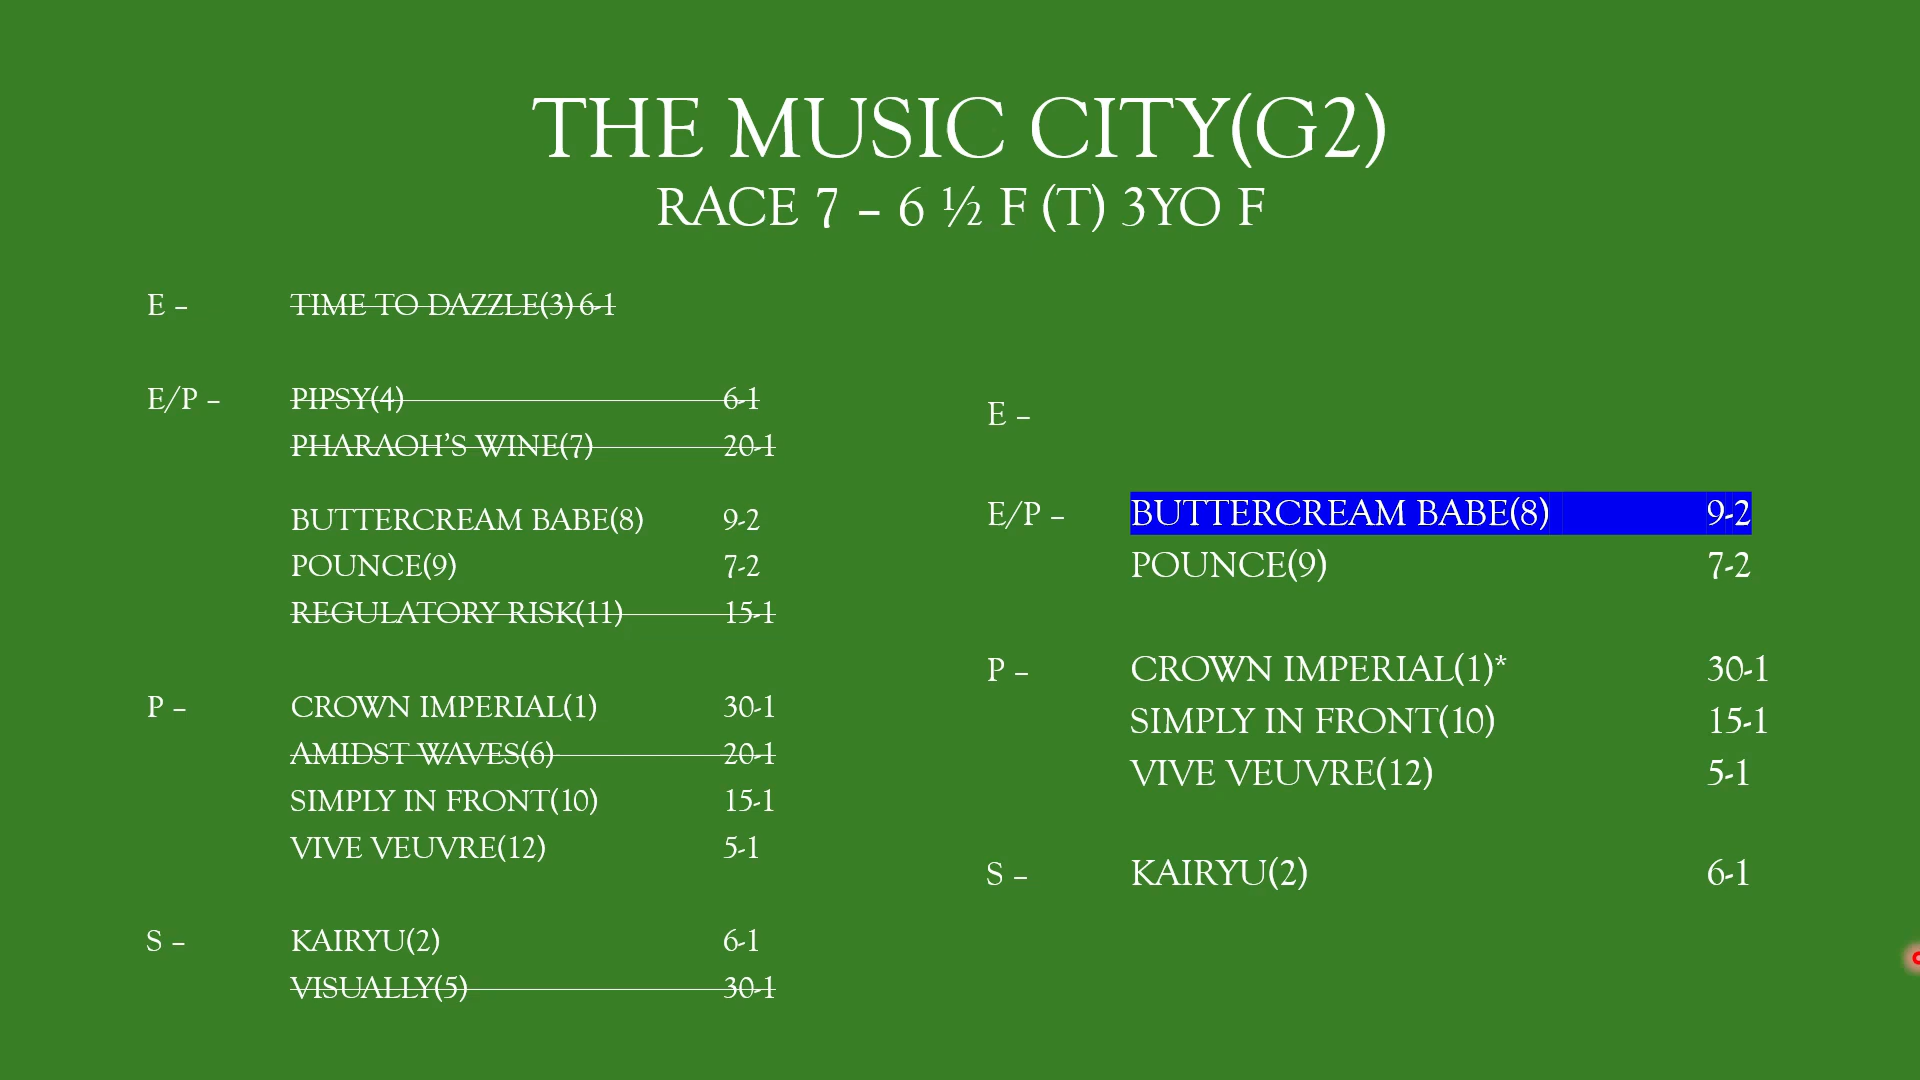 THE MUSIC CITY(G2)
RACE 7 – 6 ½ F (T) 3YO F
E – TIME TO DAZZLE(3) 6-1
E/P – PIPSY(4) 6-1
PHARAOH'S WINE(7) 20-1
BUTTERCREAM BABE(8) 9-2
POUNCE(9) 7-2
REGULATORY RISK(11) 15-1
P – CROWN IMPERIAL(1) 30-1
AMIDST WAVES(6) 20-1
SIMPLY IN FRONT(10) 15-1
VIVE VEUVRE(12) 5-1
S – KAIRYU(2) 6-1
VISUALLY(5) 30-1
E –
E/P – BUTTERCREAM BABE(8) 9-2
POUNCE(9) 7-2
P – CROWN IMPERIAL(1)* 30-1
SIMPLY IN FRONT(10) 15-1
VIVE VEUVRE(12) 5-1
S – KAIRYU(2) 6-1